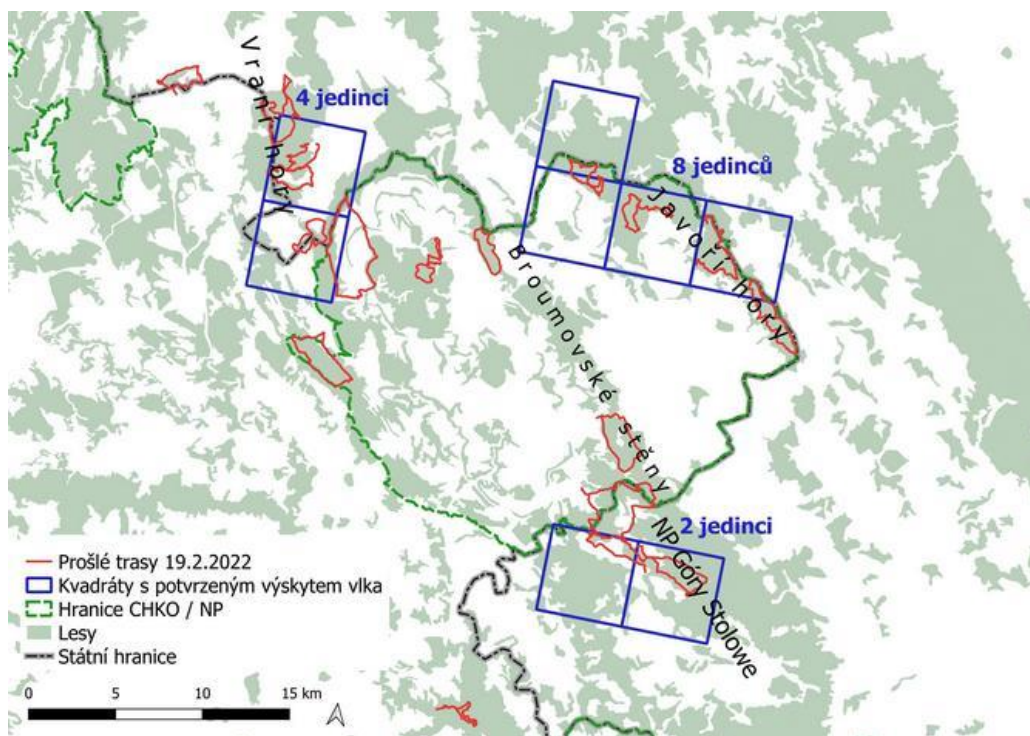 Vraní hory
4 jedinci
8 jedinců
Javoří hory
Broumovské stěny
2 jedinci
NP Góry Stolowe
Prošlé trasy 19.2.2022
Kvadráty s potvrzeným výskytem vlka
Hranice CHKO / NP
Lesy
Státní hranice
0 5 10 15 km